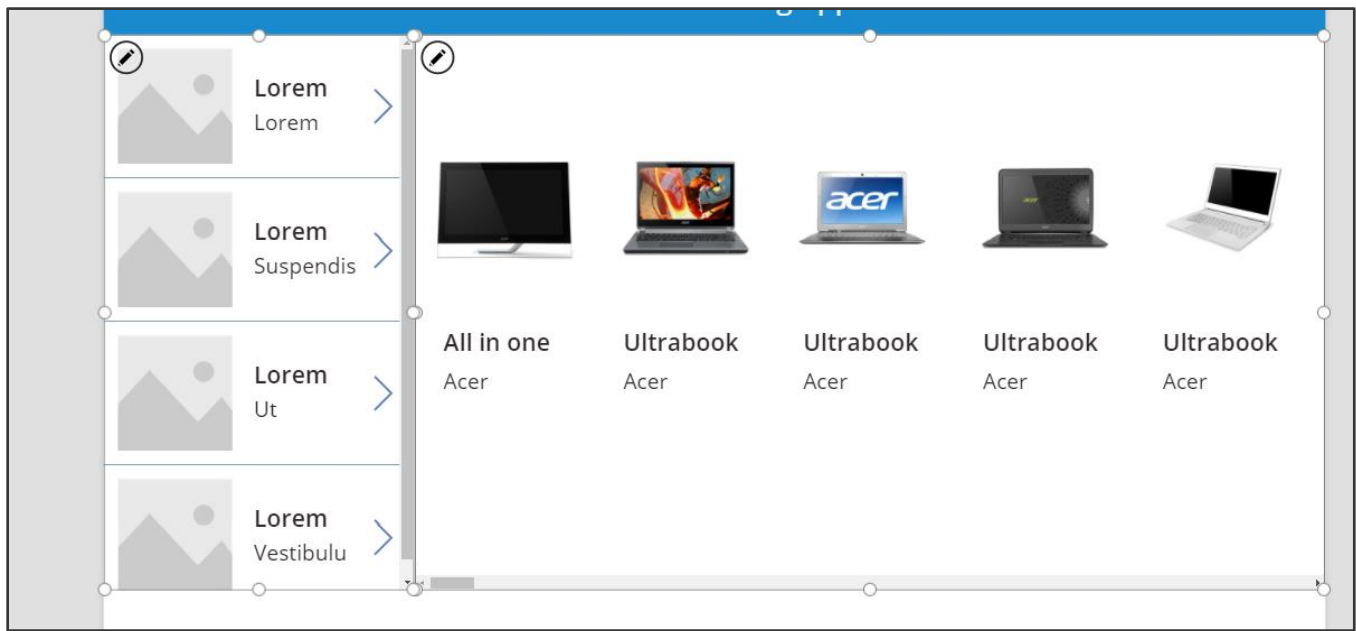 Lorem
Lorem
Lorem
Suspendis
Lorem
Ut
Lorem
Vestibulu
acer
All in one
Ultrabook
Ultrabook
Ultrabook
Ultrabook
Acer
Acer
Acer
Acer
Acer